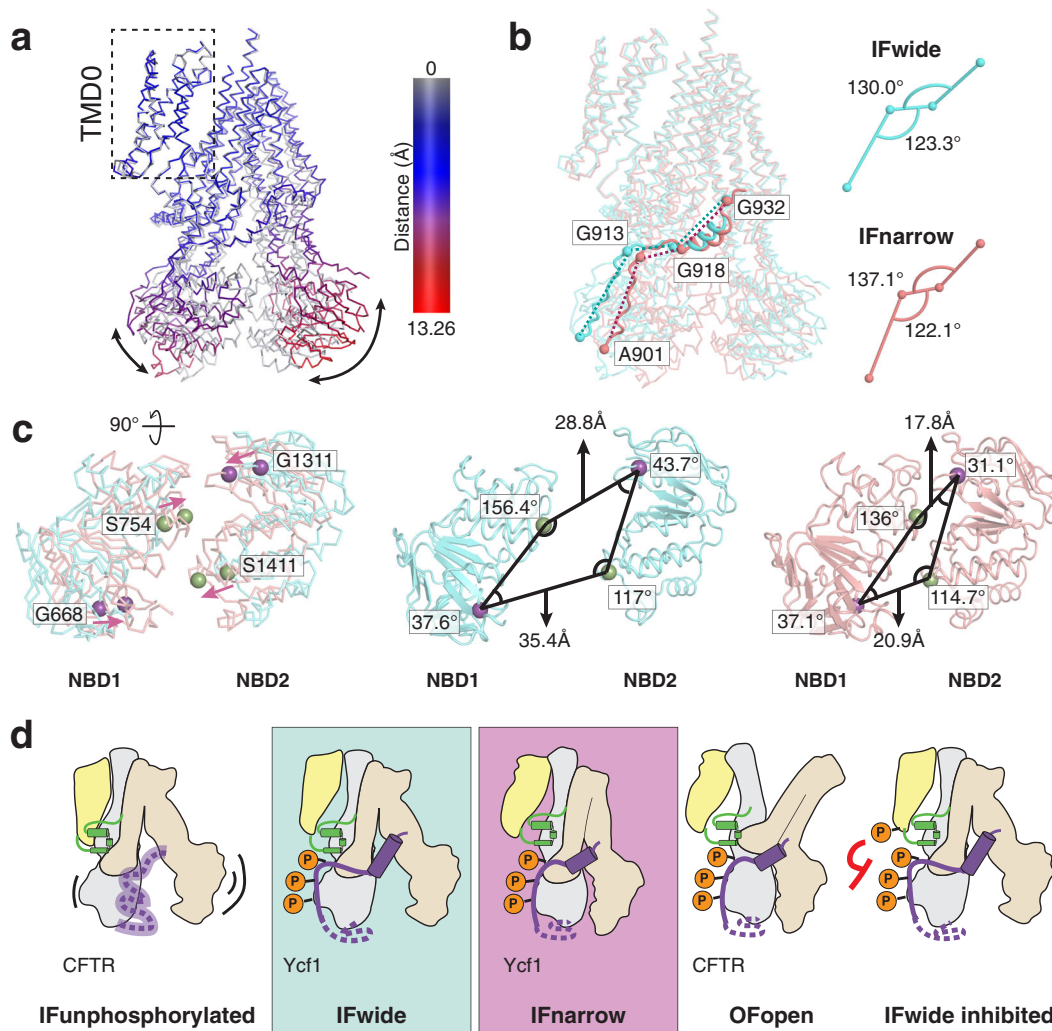 a
TMD0
0
Distance (Å)
13.26
b
G913
G932
G918
A901
IFwide
130.0°
123.3°
IFnarrow
137.1°
122.1°
c
90°
G1311
S754
S1411
G668
NBD1
NBD2
28.8Å
43.7°
156.4°
117°
37.6°
35.4Å
NBD1
NBD2
17.8Å
31.1°
136°
114.7°
37.1°
20.9Å
NBD1
NBD2
d
CFTR
IFunphosphorylated
P
P
P
Ycf1
IFwide
P
P
P
Ycf1
IFnarrow
P
P
P
CFTR
OFopen
P
P
P
P
IFwide inhibited